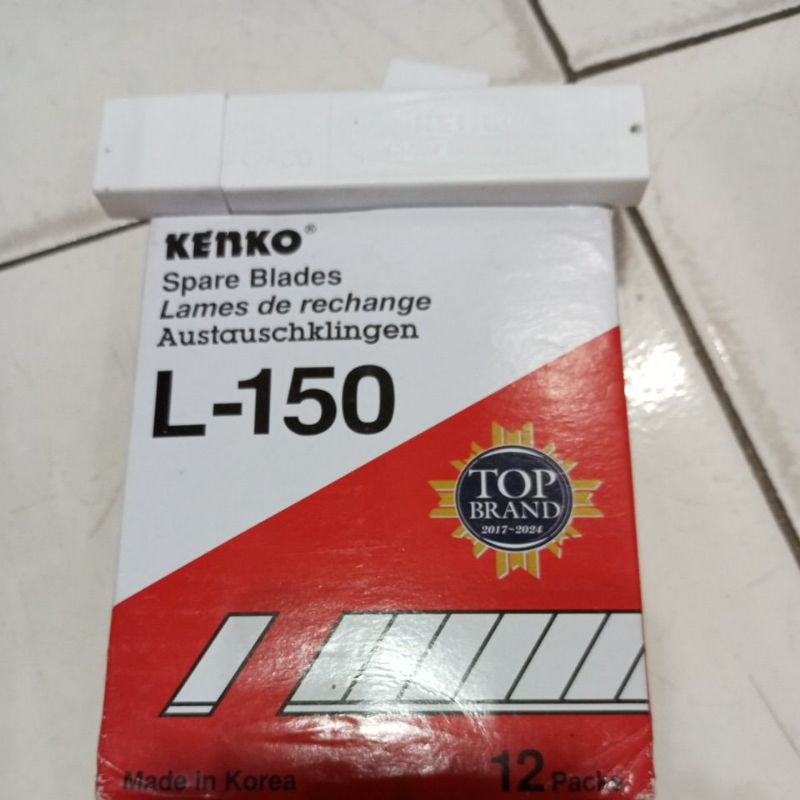 KENKO®
Spare Blades
Lames de rechange
Austauschklingen
L-150
TOP
BRAND
2017~2024
Made in Korea
12 Packs